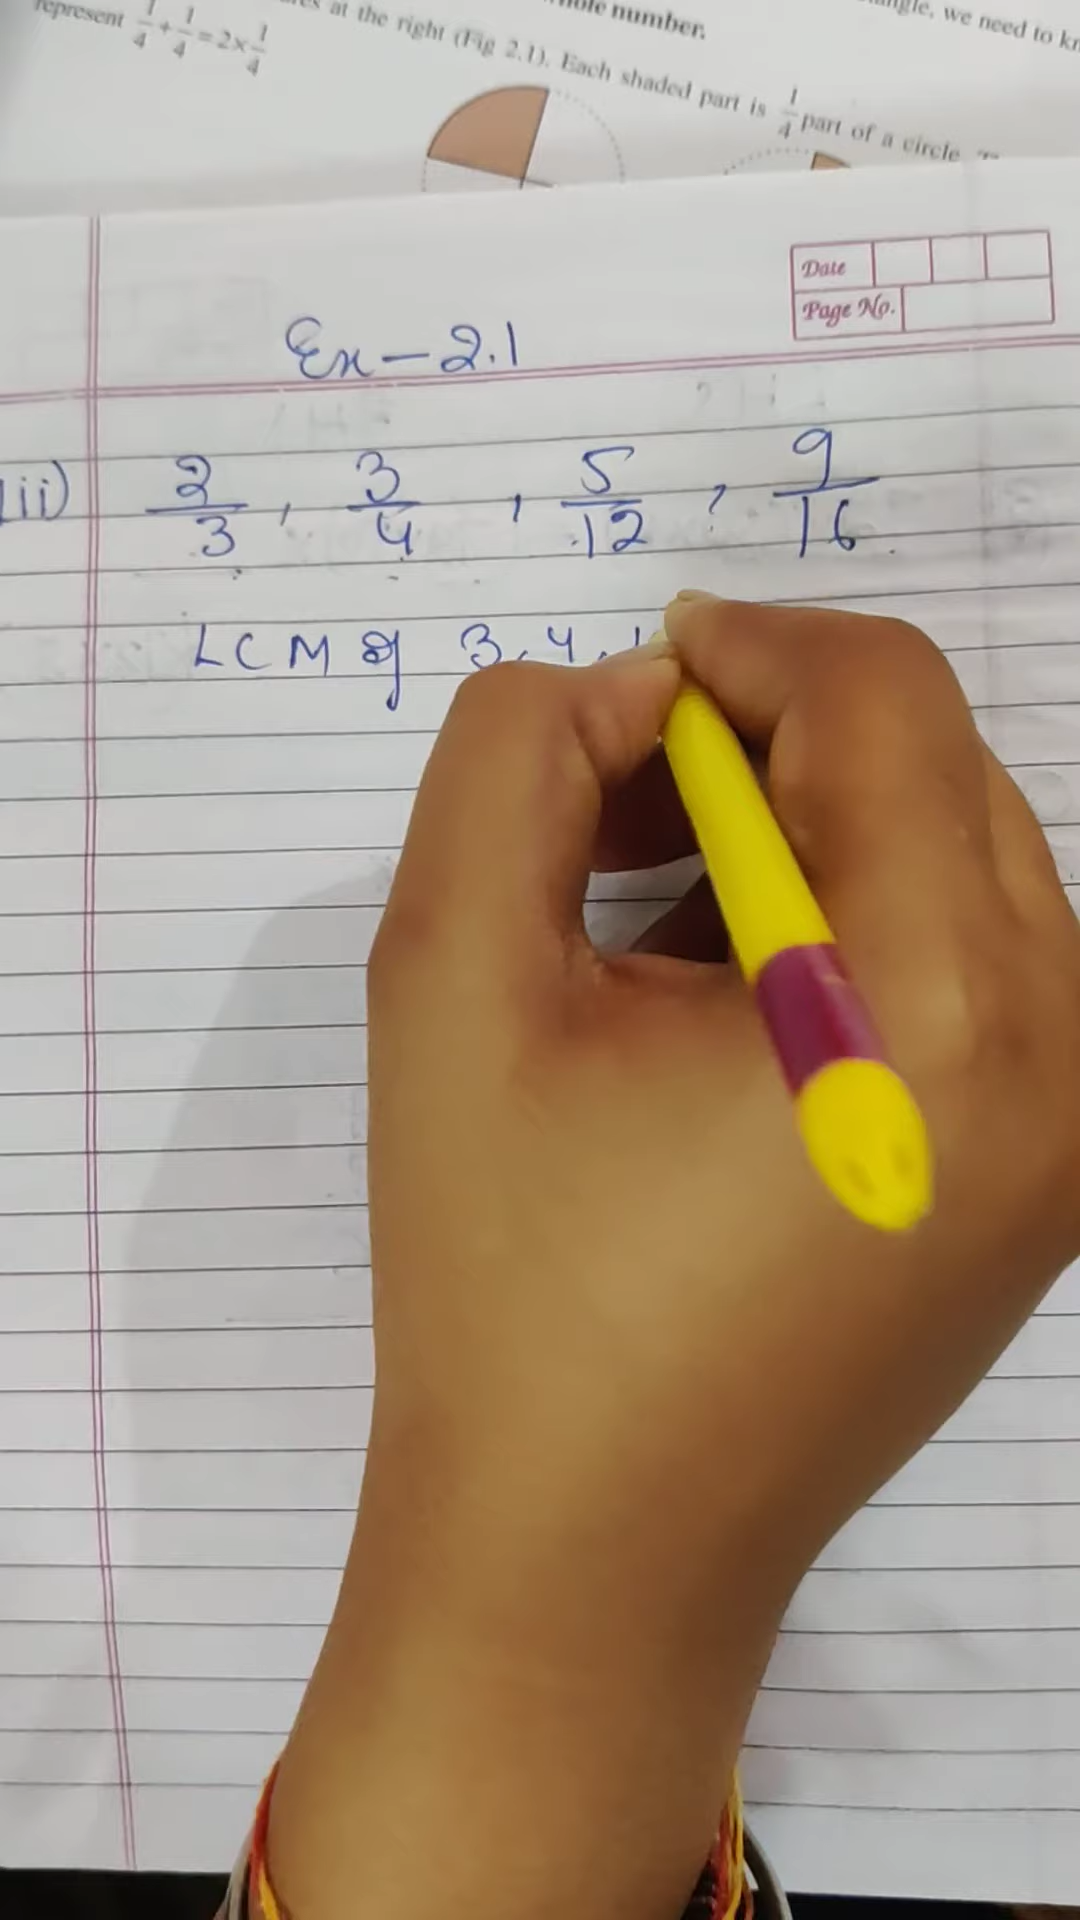 represent 1/4 + 1/4 = 2 × 1/4
at the right (Fig 2.1). Each shaded part is 1/4 part of a circle.
number.
we need to
Date
Page No.
Ex - 2.1
ii) 2/3 , 3/4 , 5/12 , 9/16
LCM of 3, 4, 1